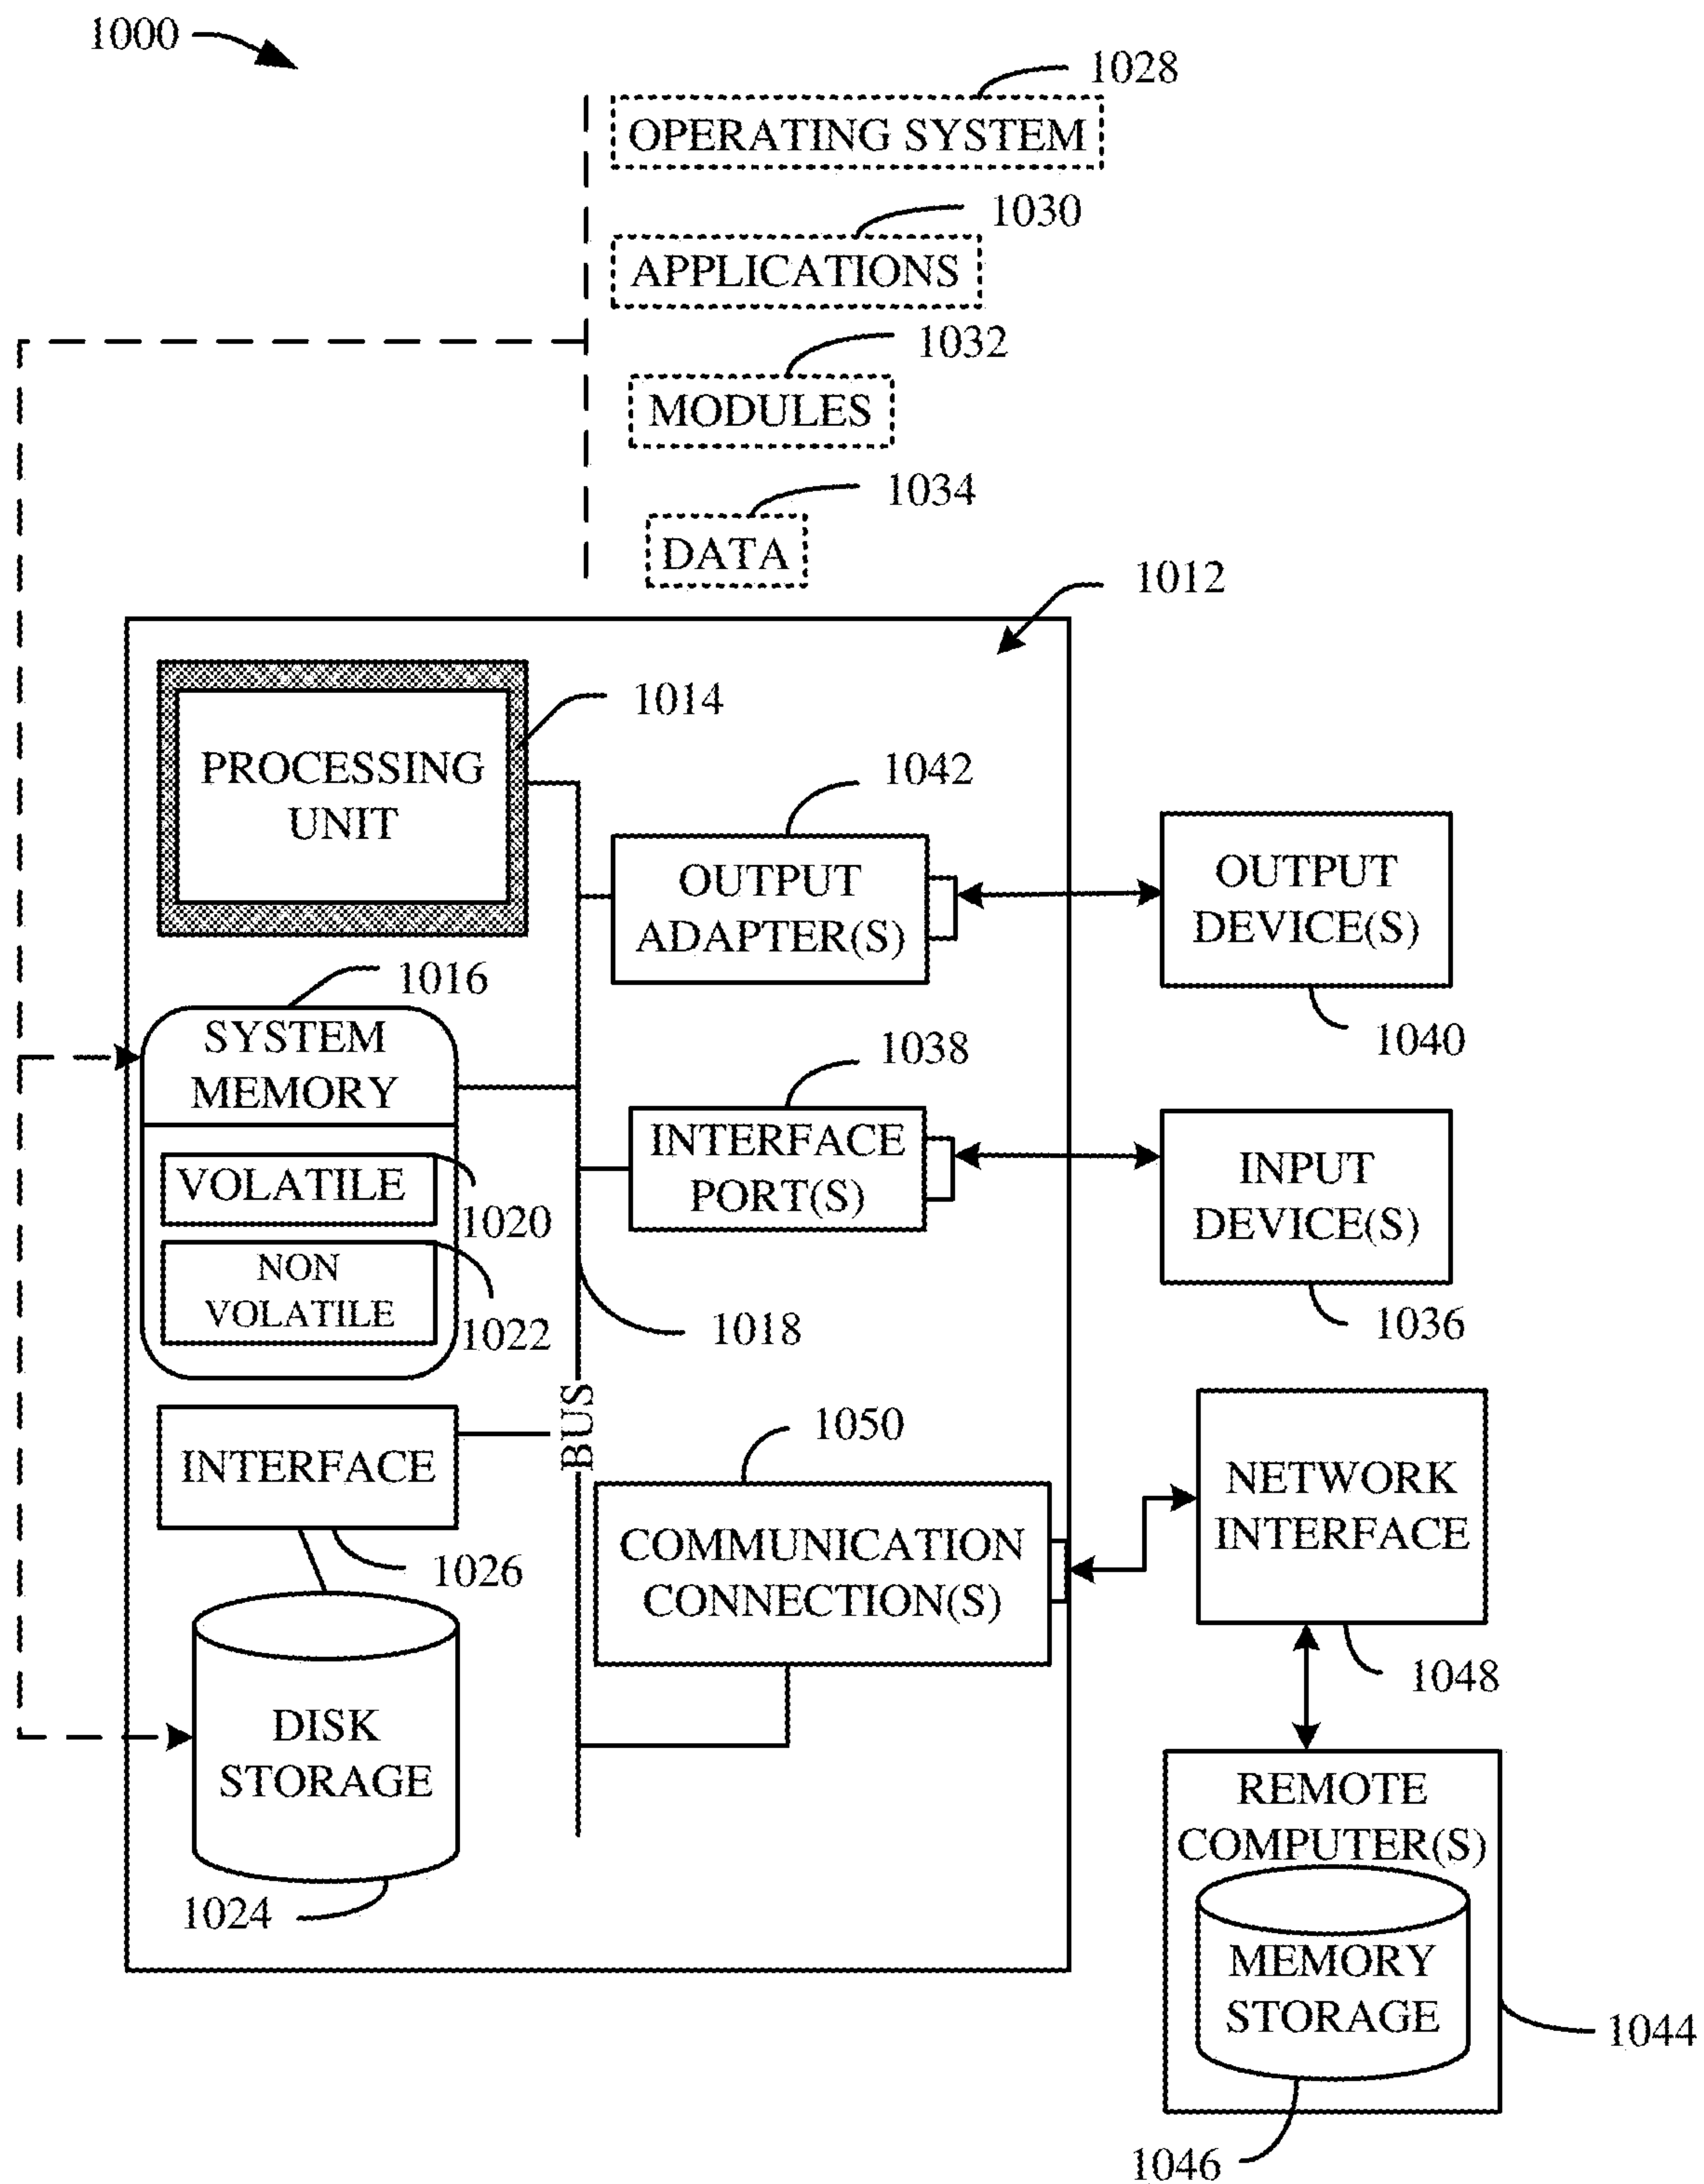 1000
1028
OPERATING SYSTEM
1030
APPLICATIONS
1032
MODULES
1034
DATA
1012
1014
PROCESSING
UNIT
1042
OUTPUT
ADAPTER(S)
OUTPUT
DEVICE(S)
1040
1016
SYSTEM
MEMORY
VOLATILE
1020
NON
VOLATILE
1022
1038
INTERFACE
PORT(S)
INPUT
DEVICE(S)
1036
1018
BUS
INTERFACE
1026
1050
COMMUNICATION
CONNECTION(S)
NETWORK
INTERFACE
1048
DISK
STORAGE
1024
REMOTE
COMPUTER(S)
MEMORY
STORAGE
1044
1046